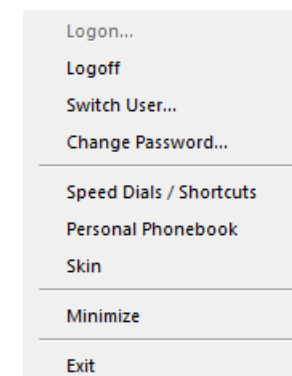 Logon...
Logoff
Switch User...
Change Password...
Speed Dials / Shortcuts
Personal Phonebook
Skin
Minimize
Exit